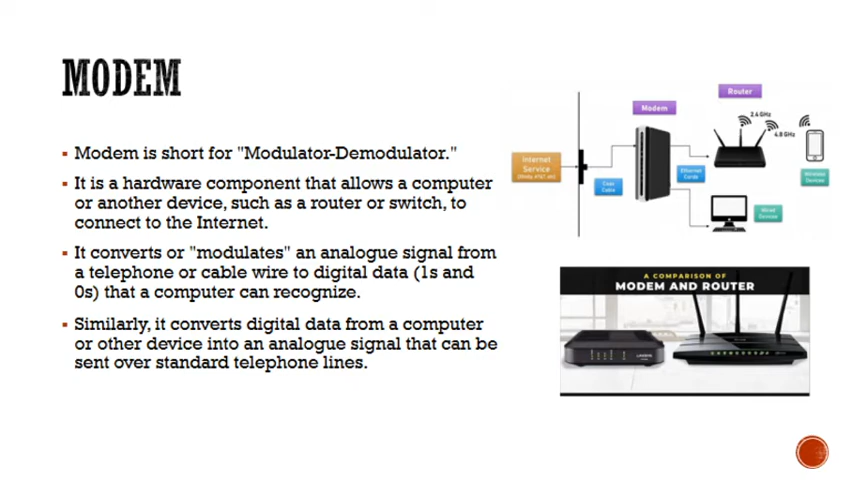 MODEM
▪ Modem is short for "Modulator-Demodulator."
▪ It is a hardware component that allows a computer
or another device, such as a router or switch, to
connect to the Internet.
▪ It converts or "modulates" an analogue signal from
a telephone or cable wire to digital data (1s and
0s) that a computer can recognize.
▪ Similarly, it converts digital data from a computer
or other device into an analogue signal that can be
sent over standard telephone lines.
Router
Modem
2.4 GHz
4.8 GHz
Internet
Service
Coax
Cable
Ethernet
Cords
Wireless
Devices
Wired
Devices
A COMPARISON OF
MODEM AND ROUTER